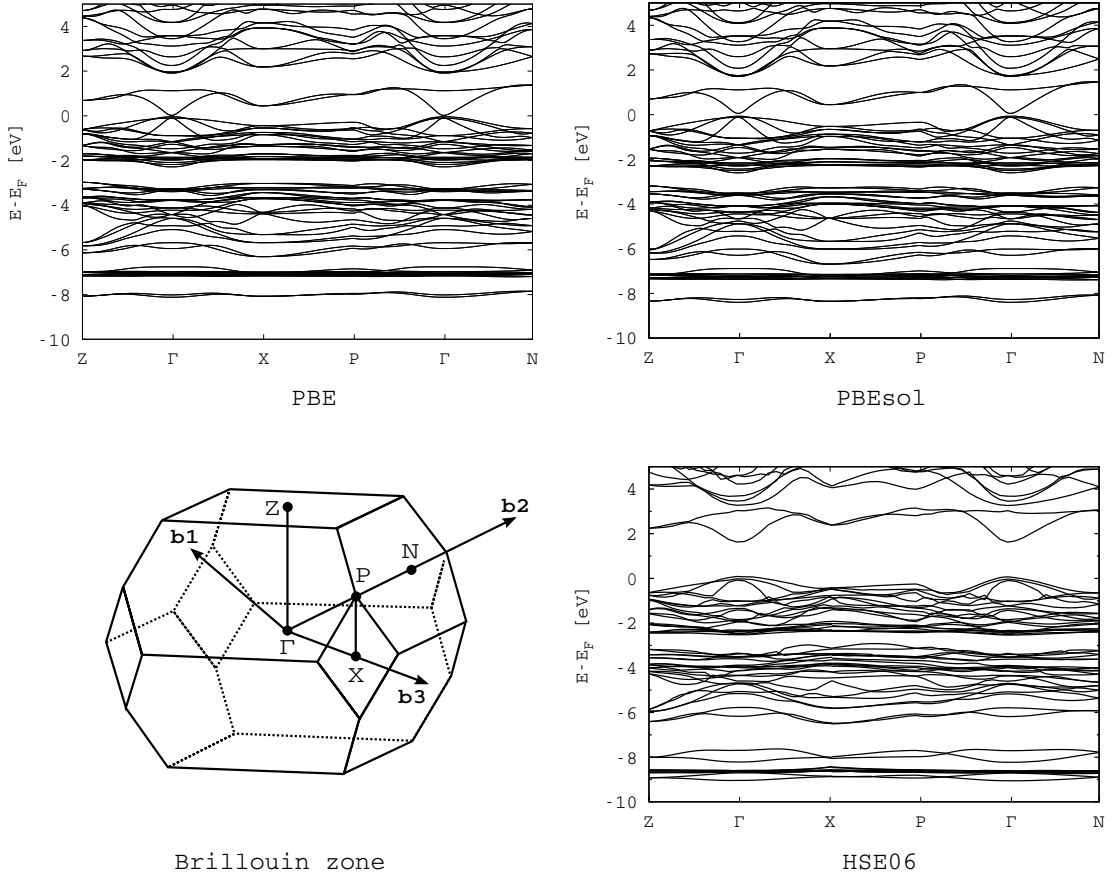 4
2
0
-2
-4
-6
-8
-10
E-E_F [eV]
Z Γ X P Γ N
PBE
4
2
0
-2
-4
-6
-8
-10
E-E_F [eV]
Z Γ X P Γ N
PBEsol
Z
b1
b2
N
P
Γ
X
b3
Brillouin zone
4
2
0
-2
-4
-6
-8
-10
E-E_F [eV]
Z Γ X P Γ N
HSE06